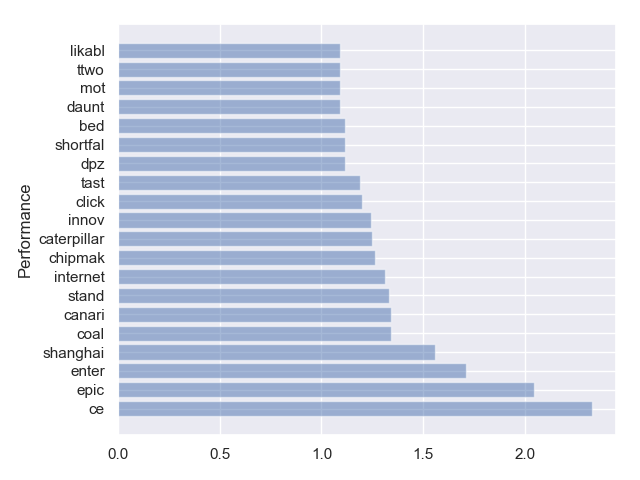 likabl
ttwo
mot
daunt
bed
shortfal
dpz
tast
click
innov
caterpillar
chipmak
internet
stand
canari
coal
shanghai
enter
epic
ce
Performance
0.0 0.5 1.0 1.5 2.0